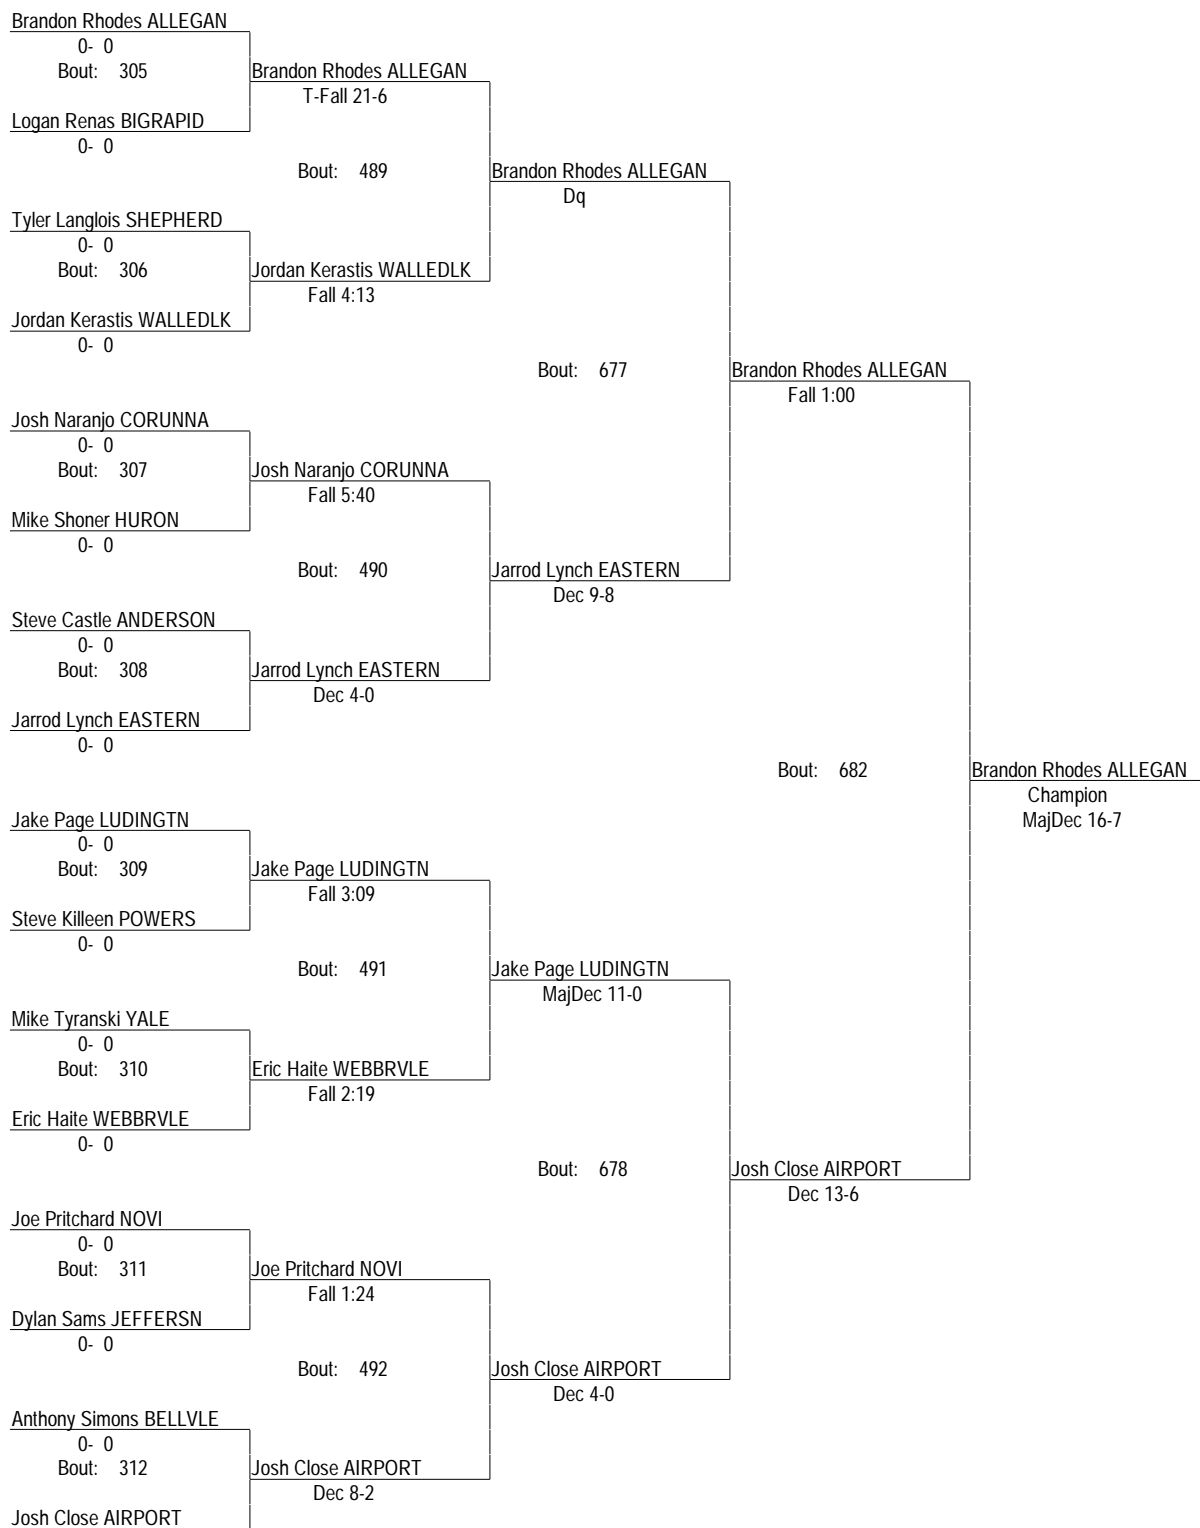 Brandon Rhodes ALLEGAN
0- 0
Bout: 305
Brandon Rhodes ALLEGAN
T-Fall 21-6
Logan Renas BIGRAPID
0- 0
Bout: 489
Brandon Rhodes ALLEGAN
Dq
Tyler Langlois SHEPHERD
0- 0
Bout: 306
Jordan Kerastis WALLEDLK
Fall 4:13
Jordan Kerastis WALLEDLK
0- 0
Bout: 677
Brandon Rhodes ALLEGAN
Fall 1:00
Josh Naranjo CORUNNA
0- 0
Bout: 307
Josh Naranjo CORUNNA
Fall 5:40
Mike Shoner HURON
0- 0
Bout: 490
Jarrod Lynch EASTERN
Dec 9-8
Steve Castle ANDERSON
0- 0
Bout: 308
Jarrod Lynch EASTERN
Dec 4-0
Jarrod Lynch EASTERN
0- 0
Bout: 682
Brandon Rhodes ALLEGAN
Champion
MajDec 16-7
Jake Page LUDINGTN
0- 0
Bout: 309
Jake Page LUDINGTN
Fall 3:09
Steve Killeen POWERS
0- 0
Bout: 491
Jake Page LUDINGTN
MajDec 11-0
Mike Tyranski YALE
0- 0
Bout: 310
Eric Haite WEBBRVLE
Fall 2:19
Eric Haite WEBBRVLE
0- 0
Bout: 678
Josh Close AIRPORT
Dec 13-6
Joe Pritchard NOVI
0- 0
Bout: 311
Joe Pritchard NOVI
Fall 1:24
Dylan Sams JEFFERSN
0- 0
Bout: 492
Josh Close AIRPORT
Dec 4-0
Anthony Simons BELLVLE
0- 0
Bout: 312
Josh Close AIRPORT
Dec 8-2
Josh Close AIRPORT